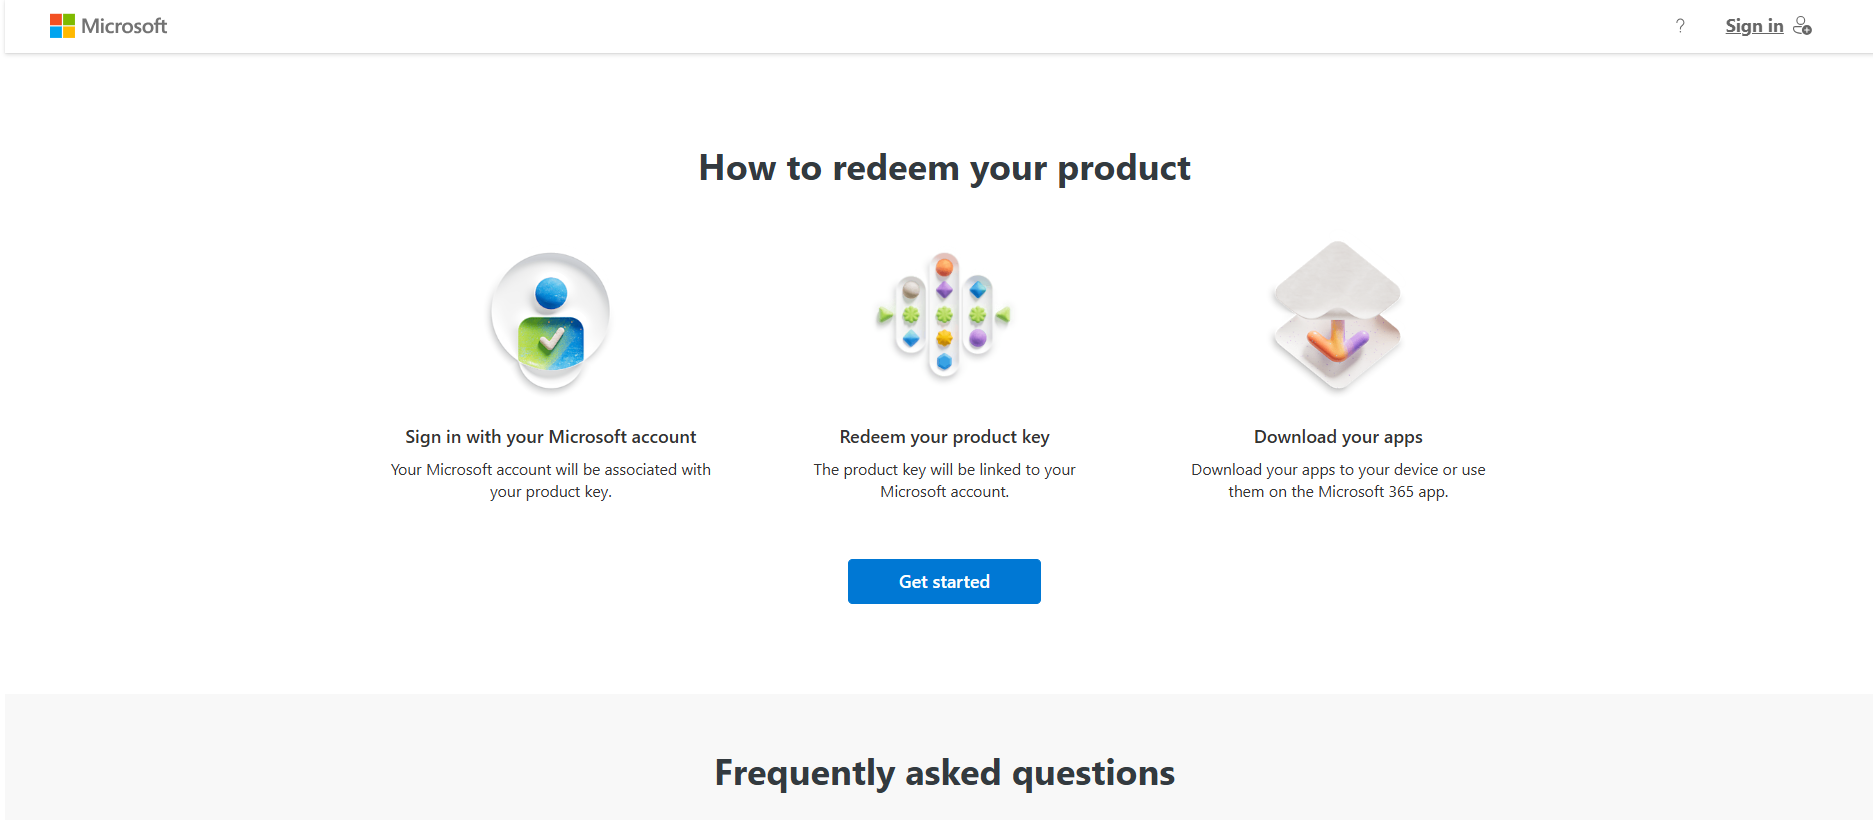 Microsoft
?
Sign in
How to redeem your product
Sign in with your Microsoft account
Your Microsoft account will be associated with
your product key.
Redeem your product key
The product key will be linked to your
Microsoft account.
Download your apps
Download your apps to your device or use
them on the Microsoft 365 app.
Get started
Frequently asked questions